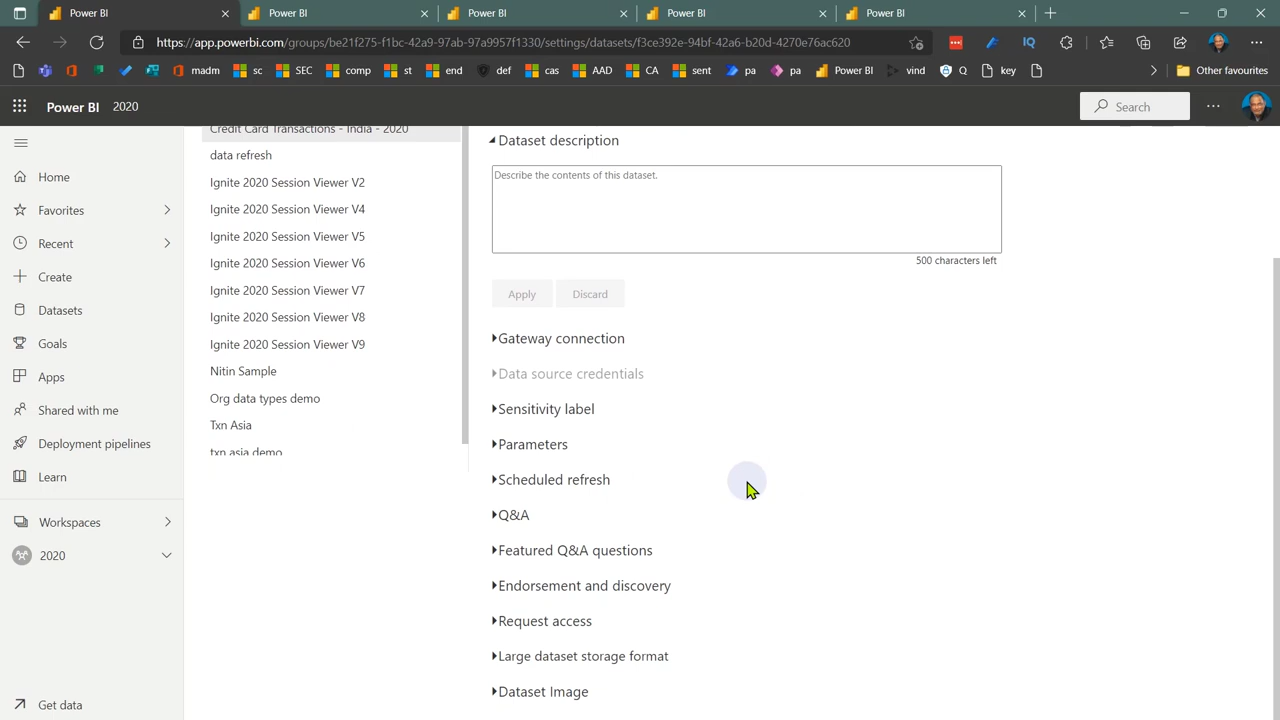 Power BI
Power BI
Power BI
Power BI
Power BI
https://app.powerbi.com/groups/be21f275-f1bc-42a9-97ab-97a9957f1330/settings/datasets/f3ce392e-94bf-42a6-b20d-4270e76ac620
IQ
madm
sc
SEC
comp
st
end
def
cas
AAD
CA
sent
pa
pa
Power BI
vind
Q
key
Other favourites
Power BI 2020
Search
Home
Favorites
Recent
Create
Datasets
Goals
Apps
Shared with me
Deployment pipelines
Learn
Workspaces
2020
Get data
Credit Card Transactions - India - 2020
data refresh
Ignite 2020 Session Viewer V2
Ignite 2020 Session Viewer V4
Ignite 2020 Session Viewer V5
Ignite 2020 Session Viewer V6
Ignite 2020 Session Viewer V7
Ignite 2020 Session Viewer V8
Ignite 2020 Session Viewer V9
Nitin Sample
Org data types demo
Txn Asia
txn asia demo
Dataset description
Describe the contents of this dataset.
500 characters left
Apply Discard
Gateway connection
Data source credentials
Sensitivity label
Parameters
Scheduled refresh
Q&A
Featured Q&A questions
Endorsement and discovery
Request access
Large dataset storage format
Dataset Image